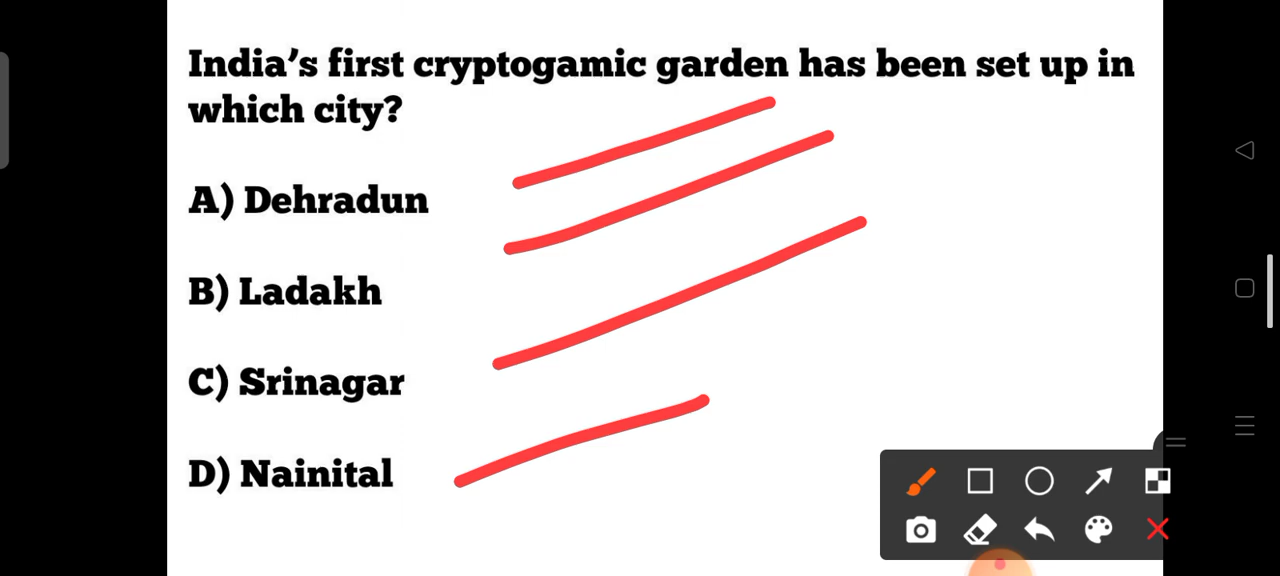 India’s first cryptogamic garden has been set up in
which city?
A) Dehradun
B) Ladakh
C) Srinagar
D) Nainital